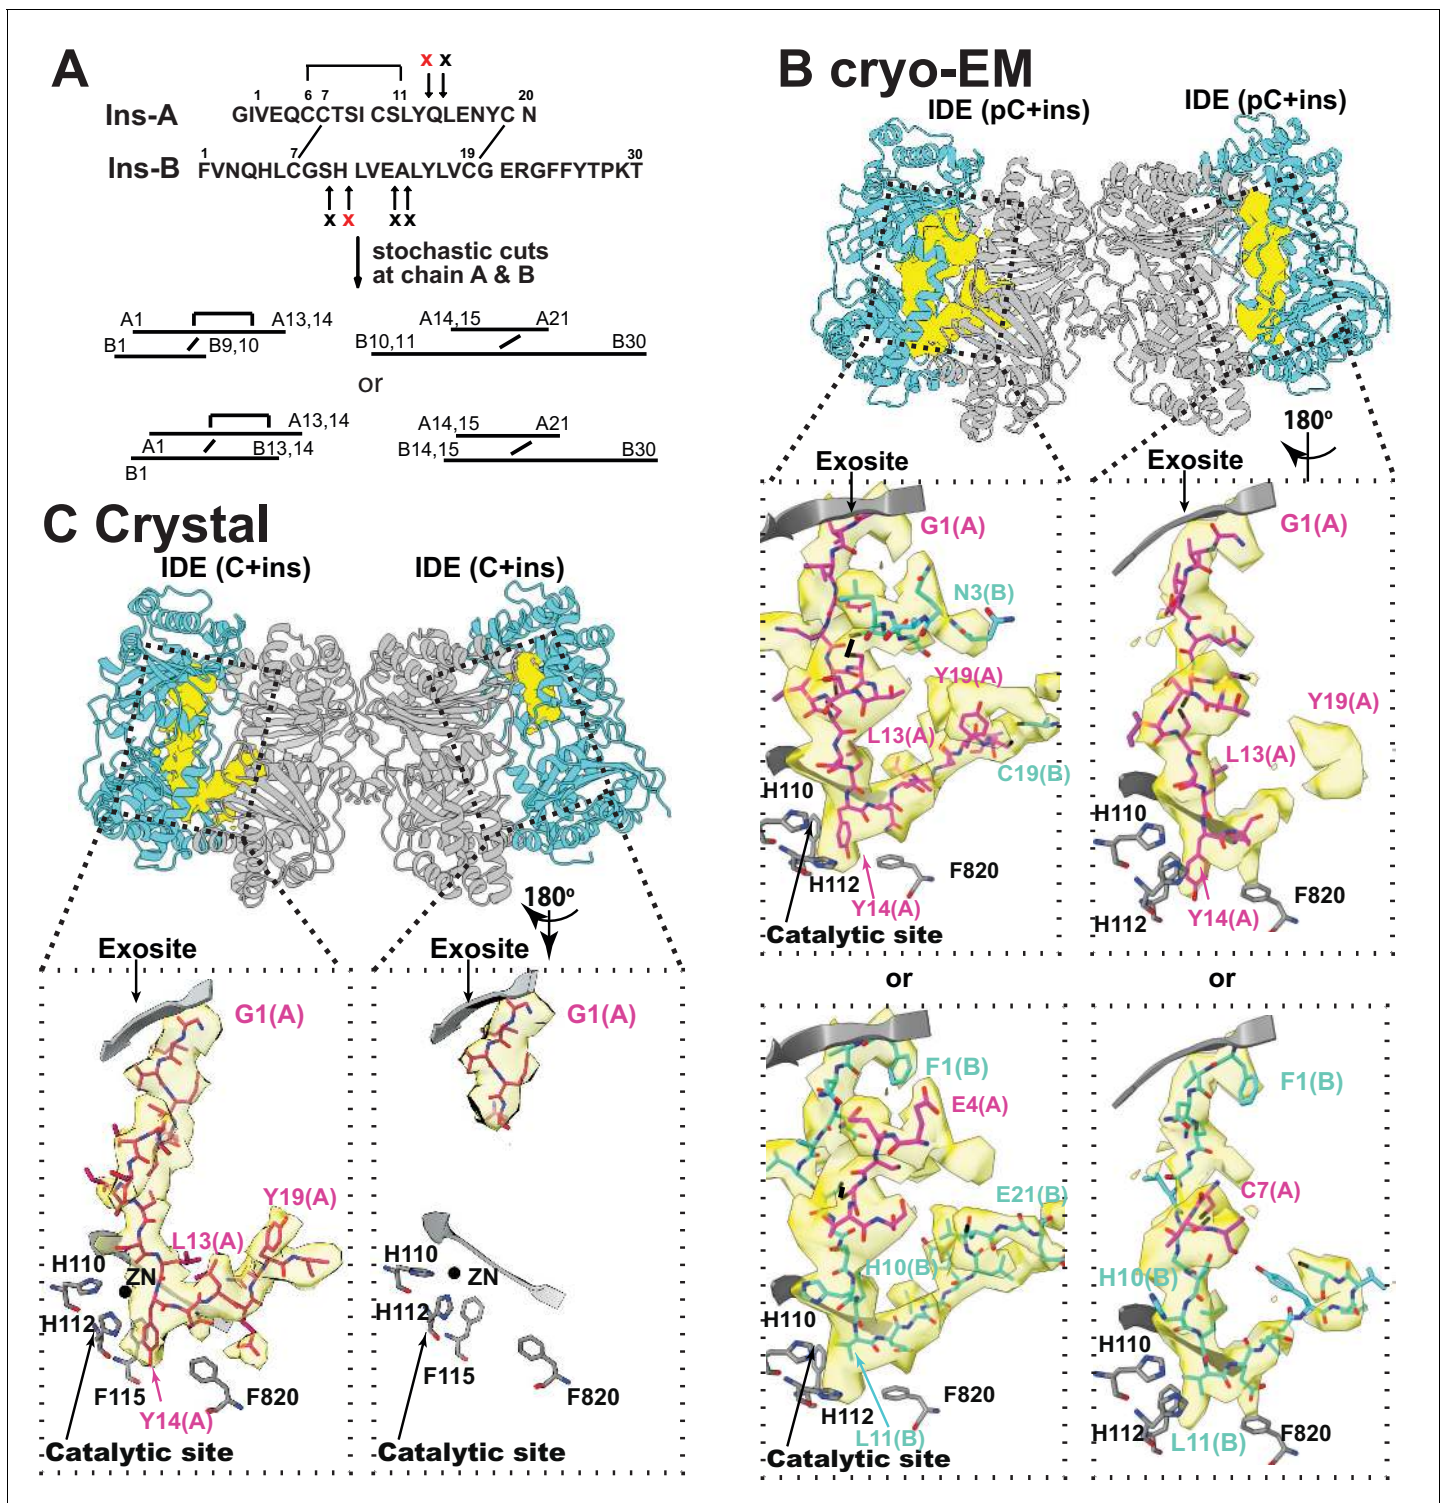 A
x x
1 6 7 11 20
Ins-A GIVEQCCTSI CSLYQLENYC N
1 7 19 30
Ins-B FVNQHLCGSH LVEALYLVCG ERGFFYTPKT
x x x x
stochastic cuts
at chain A & B
A1 A13,14
B1 B9,10
A14,15 A21
B10,11 B30
or
A13,14
A1 B13,14
B1
A14,15 A21
B14,15 B30
B cryo-EM
IDE (pC+ins) IDE (pC+ins)
180º
Exosite
G1(A)
N3(B)
Y19(A)
L13(A)
C19(B)
H110
H112
F820
Y14(A)
Catalytic site
Exosite
G1(A)
Y19(A)
L13(A)
H110
F820
H112
Y14(A)
or or
F1(B)
E4(A)
E21(B)
H10(B)
H110
F820
H112
L11(B)
Catalytic site
F1(B)
C7(A)
H10(B)
H110
H112
F820
L11(B)
C Crystal
IDE (C+ins) IDE (C+ins)
180º
Exosite
G1(A)
Y19(A)
L13(A)
H110
ZN
H112
F115
F820
Y14(A)
Catalytic site
Exosite
G1(A)
H110
ZN
H112
F115
F820
Catalytic site